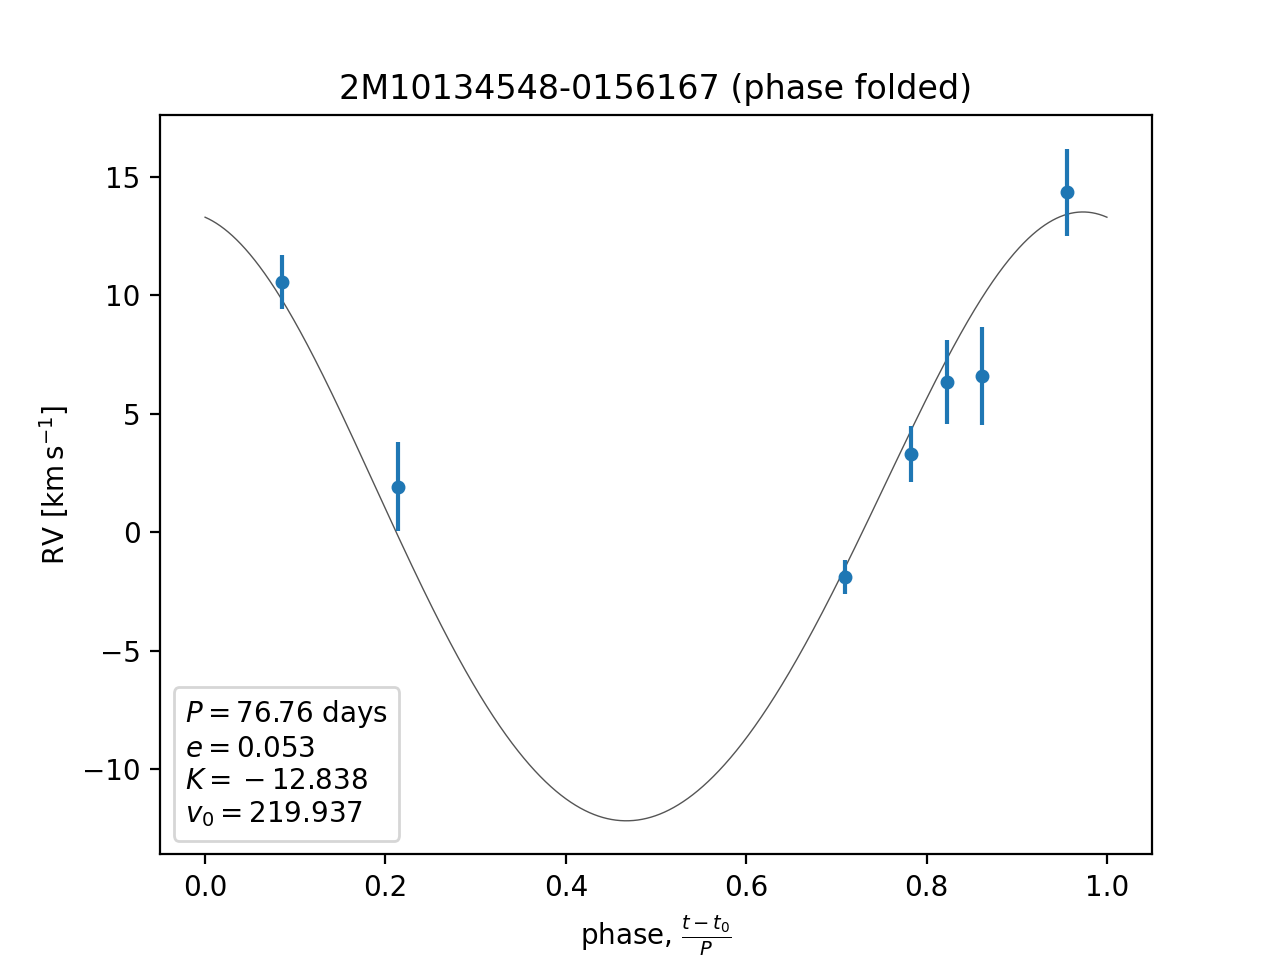 2M10134548-0156167 (phase folded)
RV [km s⁻¹]
15
10
5
0
−5
−10
P = 76.76 days
e = 0.053
K = − 12.838
v₀ = 219.937
0.0 0.2 0.4 0.6 0.8 1.0
phase, (t − t₀)/P